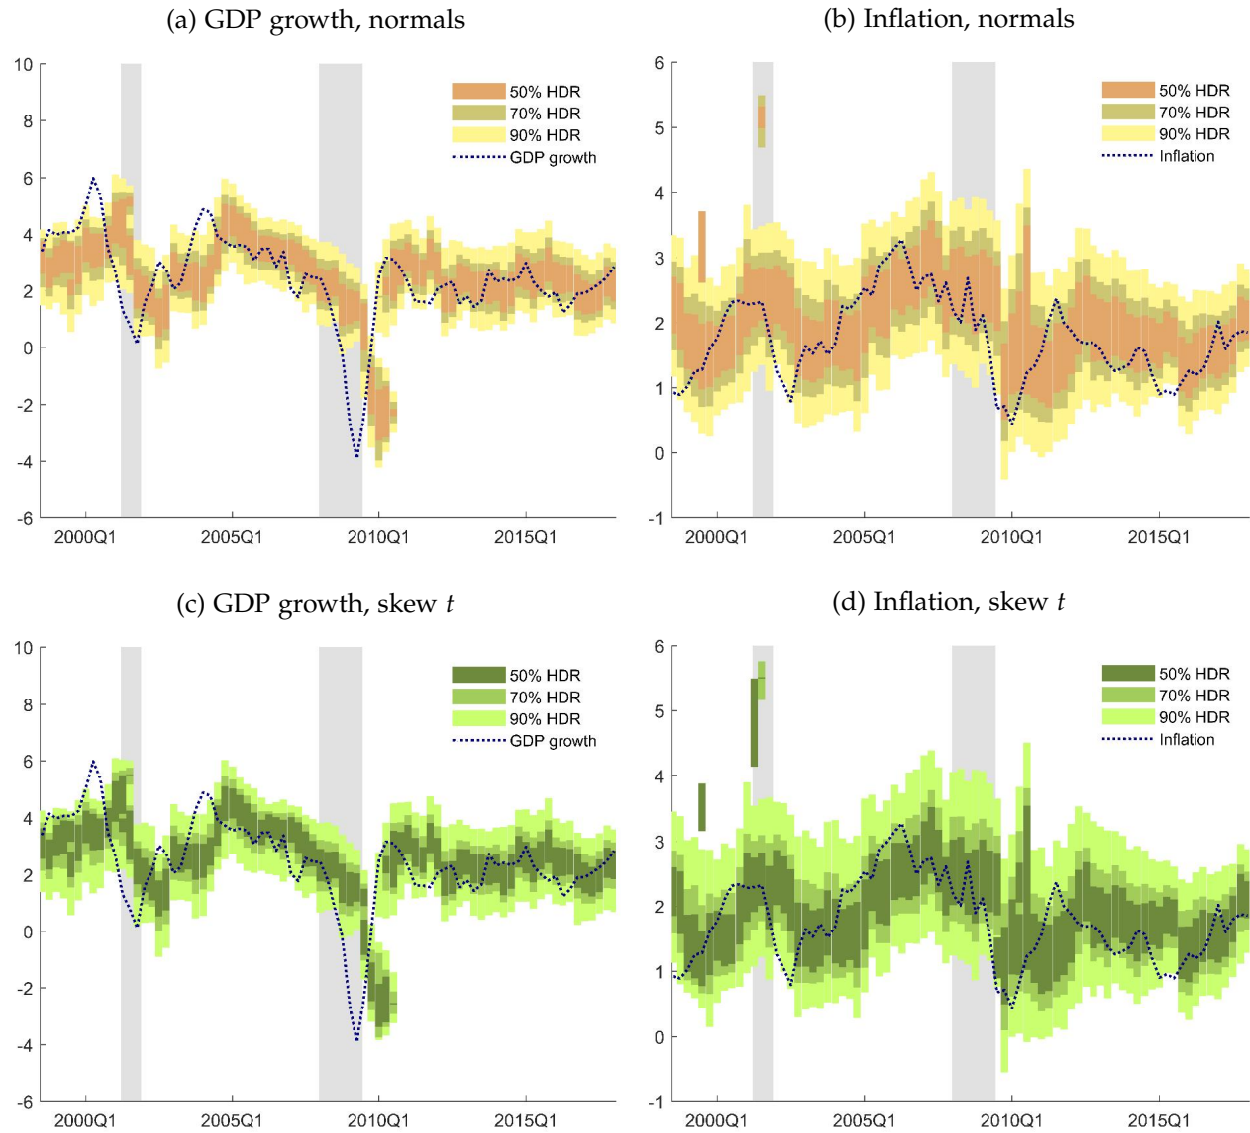 (a) GDP growth, normals
10
8
6
4
2
0
-2
-4
-6
2000Q1 2005Q1 2010Q1 2015Q1
50% HDR
70% HDR
90% HDR
GDP growth
(b) Inflation, normals
6
5
4
3
2
1
0
-1
2000Q1 2005Q1 2010Q1 2015Q1
50% HDR
70% HDR
90% HDR
Inflation
(c) GDP growth, skew t
10
8
6
4
2
0
-2
-4
-6
2000Q1 2005Q1 2010Q1 2015Q1
50% HDR
70% HDR
90% HDR
GDP growth
(d) Inflation, skew t
6
5
4
3
2
1
0
-1
2000Q1 2005Q1 2010Q1 2015Q1
50% HDR
70% HDR
90% HDR
Inflation